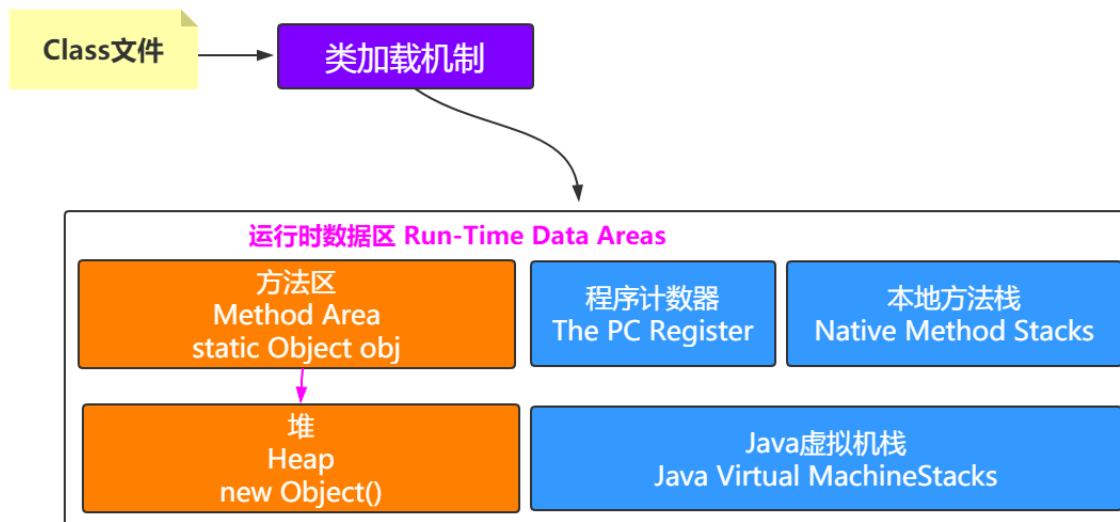 Class文件
类加载机制
运行时数据区 Run-Time Data Areas
方法区
Method Area
static Object obj
程序计数器
The PC Register
本地方法栈
Native Method Stacks
堆
Heap
new Object()
Java虚拟机栈
Java Virtual MachineStacks